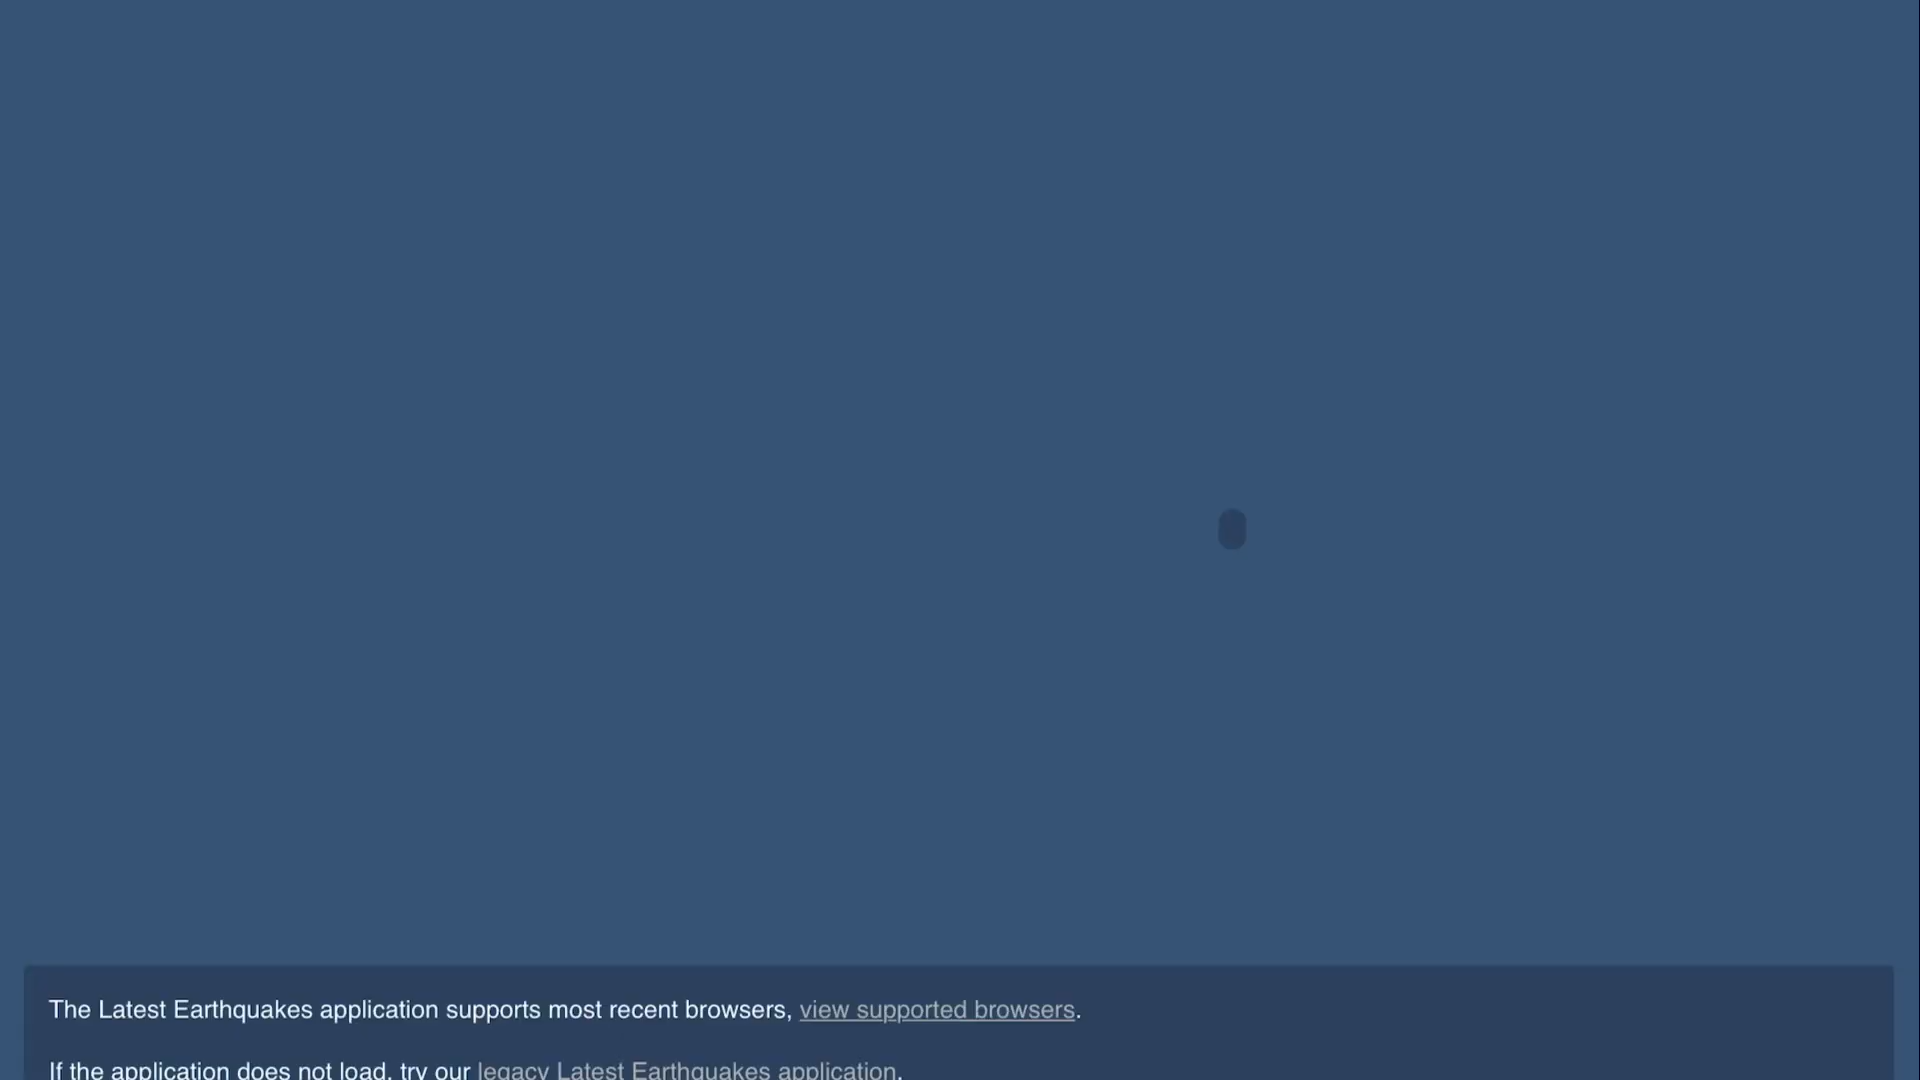 The Latest Earthquakes application supports most recent browsers, view supported browsers.
If the application does not load, try our legacy Latest Earthquakes application.